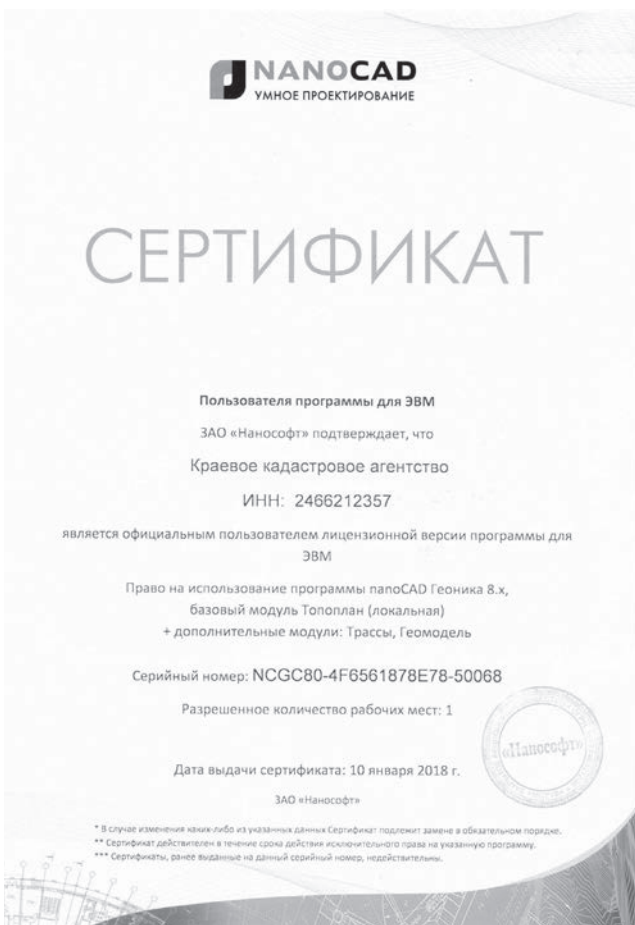 NANOCAD
УМНОЕ ПРОЕКТИРОВАНИЕ
СЕРТИФИКАТ
Пользователя программы для ЭВМ
ЗАО «Нанософт» подтверждает, что
Краевое кадастровое агентство
ИНН: 2466212357
является официальным пользователем лицензионной версии программы для
ЭВМ
Право на использование программы nanoCAD Геоника 8.x,
базовый модуль Топоплан (локальная)
+ дополнительные модули: Трассы, Геомодель
Серийный номер: NCGC80-4F6561878E78-50068
Разрешенное количество рабочих мест: 1
«Нанософт»
Дата выдачи сертификата: 10 января 2018 г.
ЗАО «Нанософт»
* В случае изменения каких-либо из указанных данных Сертификат подлежит замене в обязательном порядке.
** Сертификат действителен в течение срока действия исключительного права на указанную программу.
*** Сертификаты, ранее выданные на данный серийный номер, недействительны.